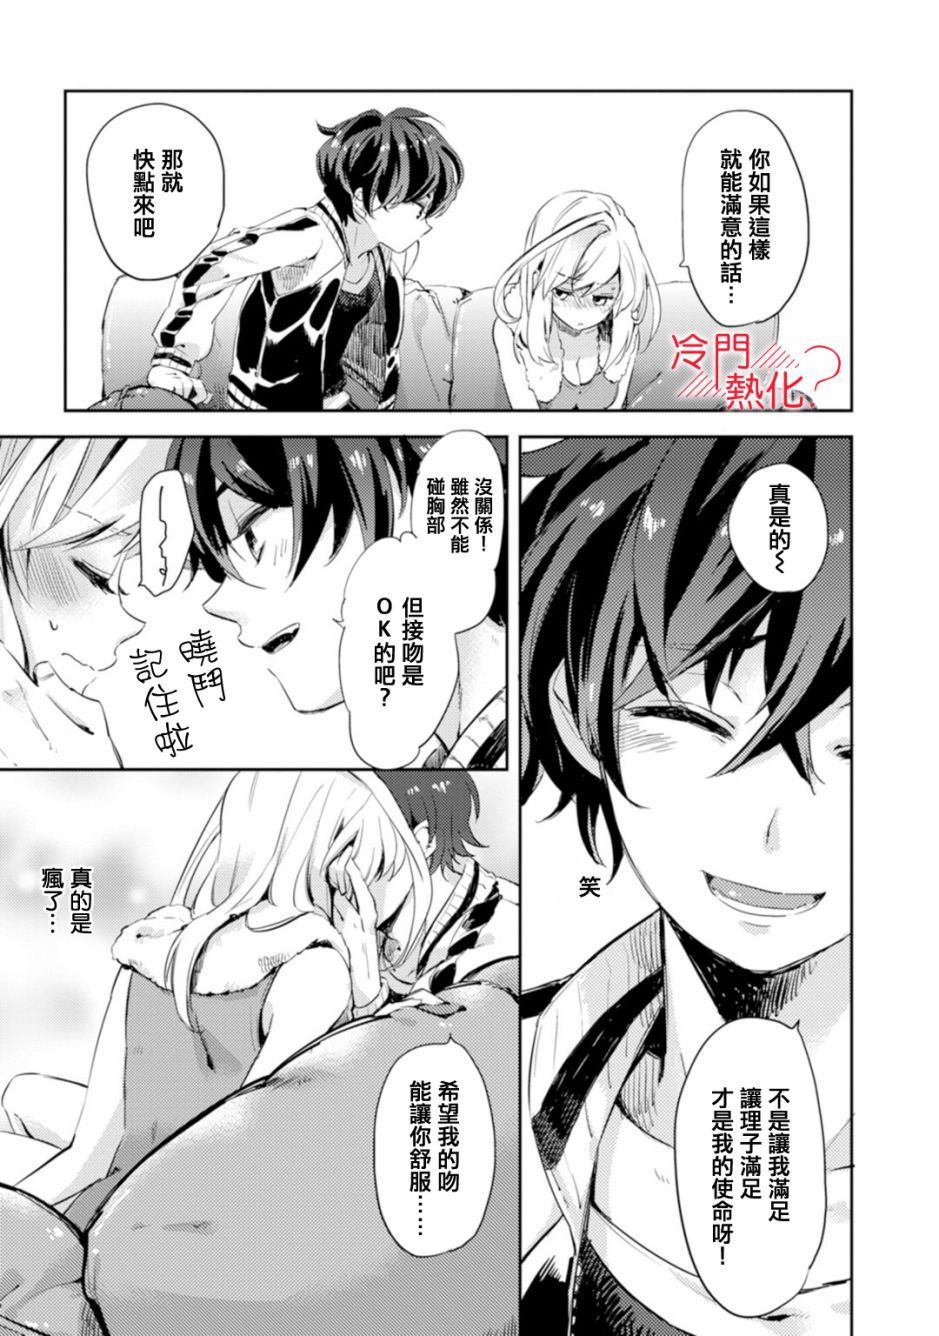 你如果這樣
就能滿意的話…
那就
快點來吧
冷門
熱化?
真是的～
笑
不是讓我滿足
讓理子滿足
才是我的使命呀！
沒關係！
雖然不能
碰胸部
但接吻是
OK的吧？
曉鬥
記住啦
真的是
瘋了…
希望我的吻
能讓你舒服……